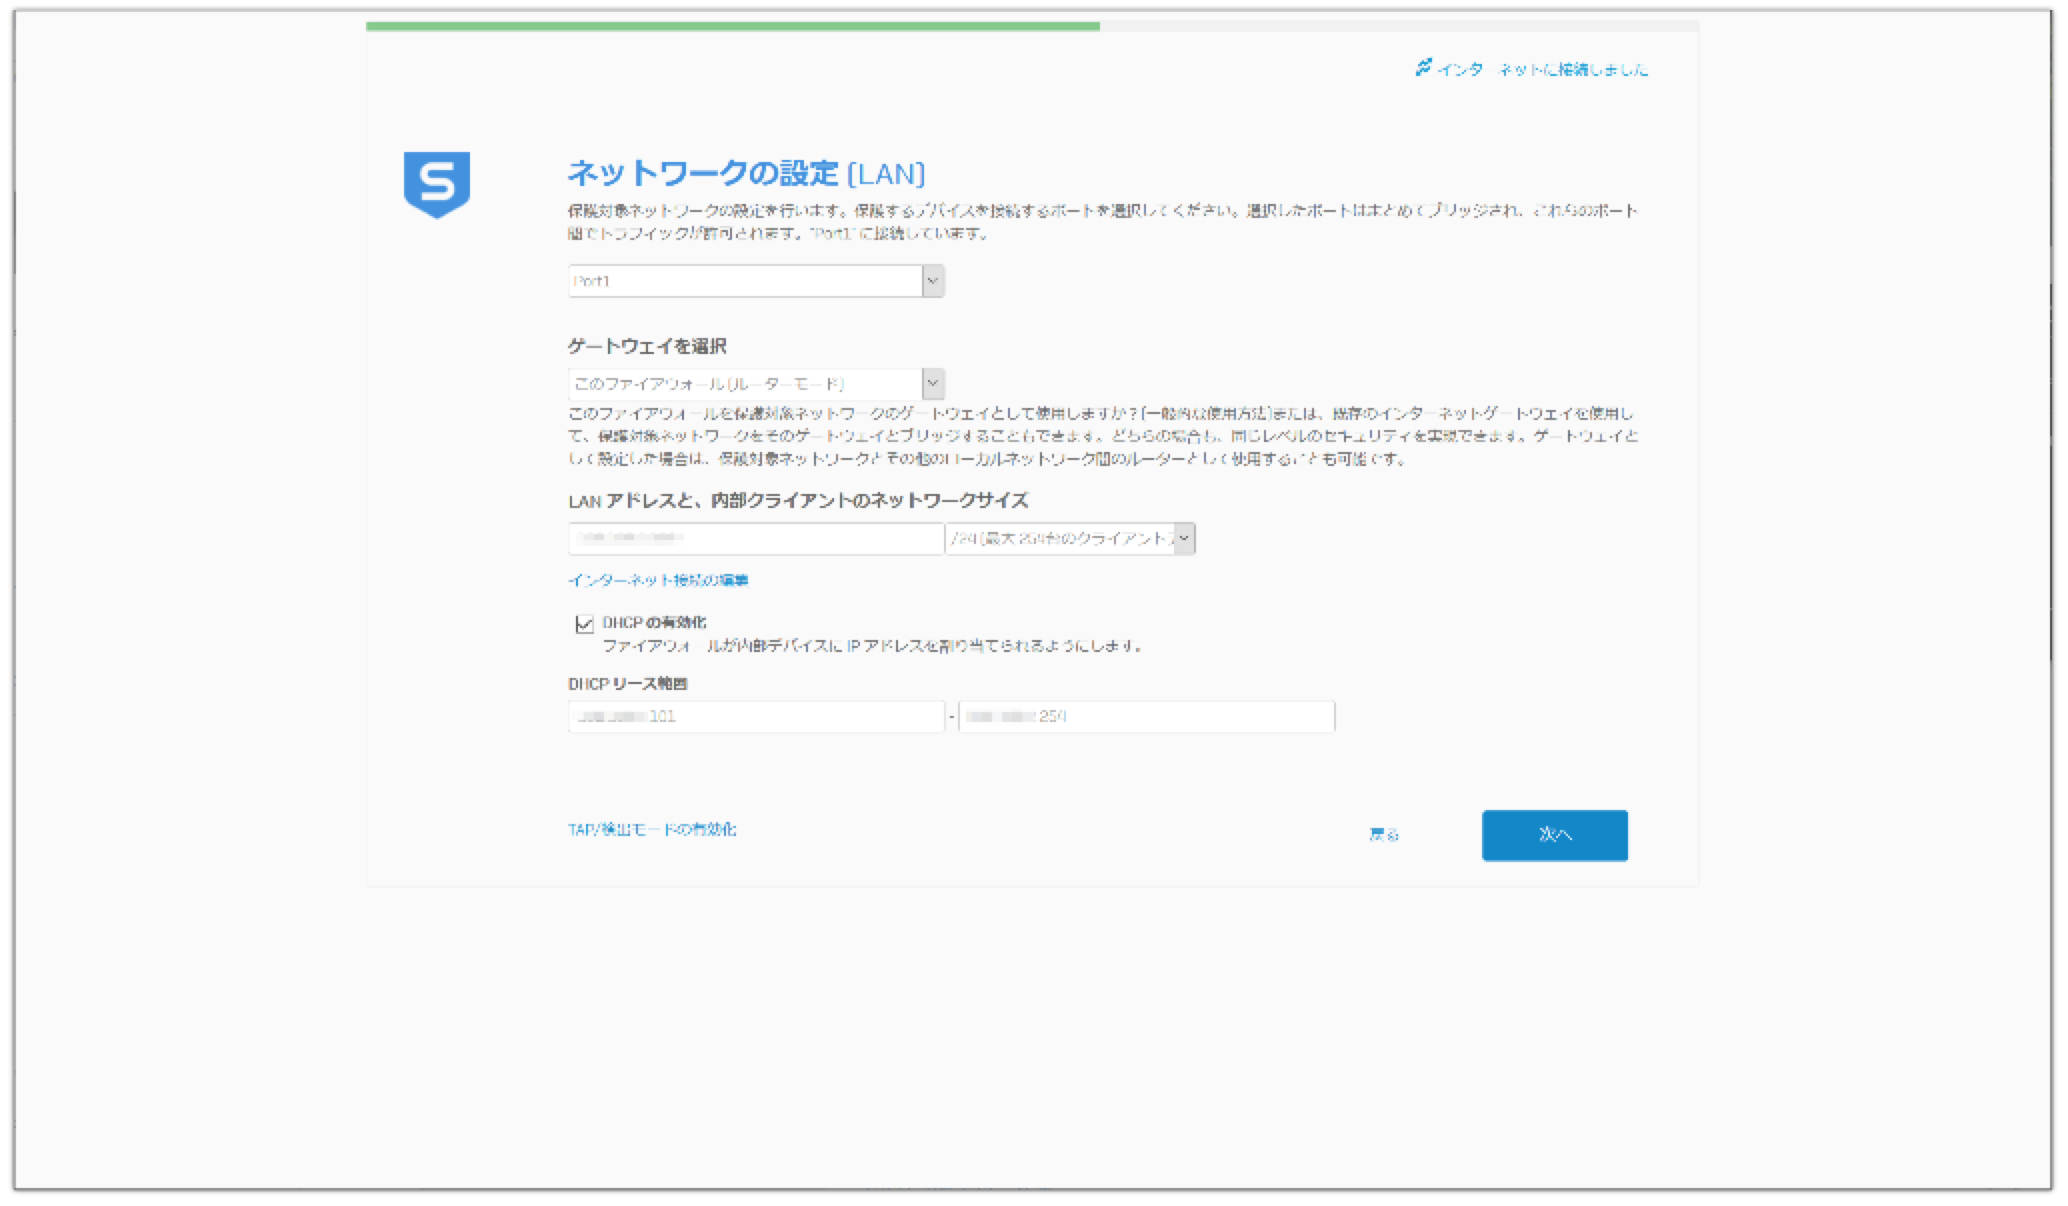 インターネットに接続しました
S
ネットワークの設定 (LAN)
保護対象ネットワークの設定を行います。保護するデバイスを接続するポートを選択してください。選択したポートはまとめてブリッジされ、これらのポート
間でトラフィックが許可されます。"Port1" に接続しています。
Port1
ゲートウェイを選択
このファイアウォール (ルーターモード)
このファイアウォールを保護対象ネットワークのゲートウェイとして使用しますか？(一般的な使用方法)または、既存のインターネットゲートウェイを使用し
て、保護対象ネットワークをそのゲートウェイとブリッジすることもできます。どちらの場合も、同じレベルのセキュリティを実現できます。ゲートウェイと
して設定した場合は、保護対象ネットワークとその他のローカルネットワーク間のルーターとして使用することも可能です。
LAN アドレスと、内部クライアントのネットワークサイズ
/24 (最大 254台のクライアント
インターネット接続の編集
DHCP の有効化
ファイアウォールが内部デバイスに IP アドレスを割り当てられるようにします。
DHCP リース範囲
101 - 254
TAP/検出モードの有効化
戻る
次へ